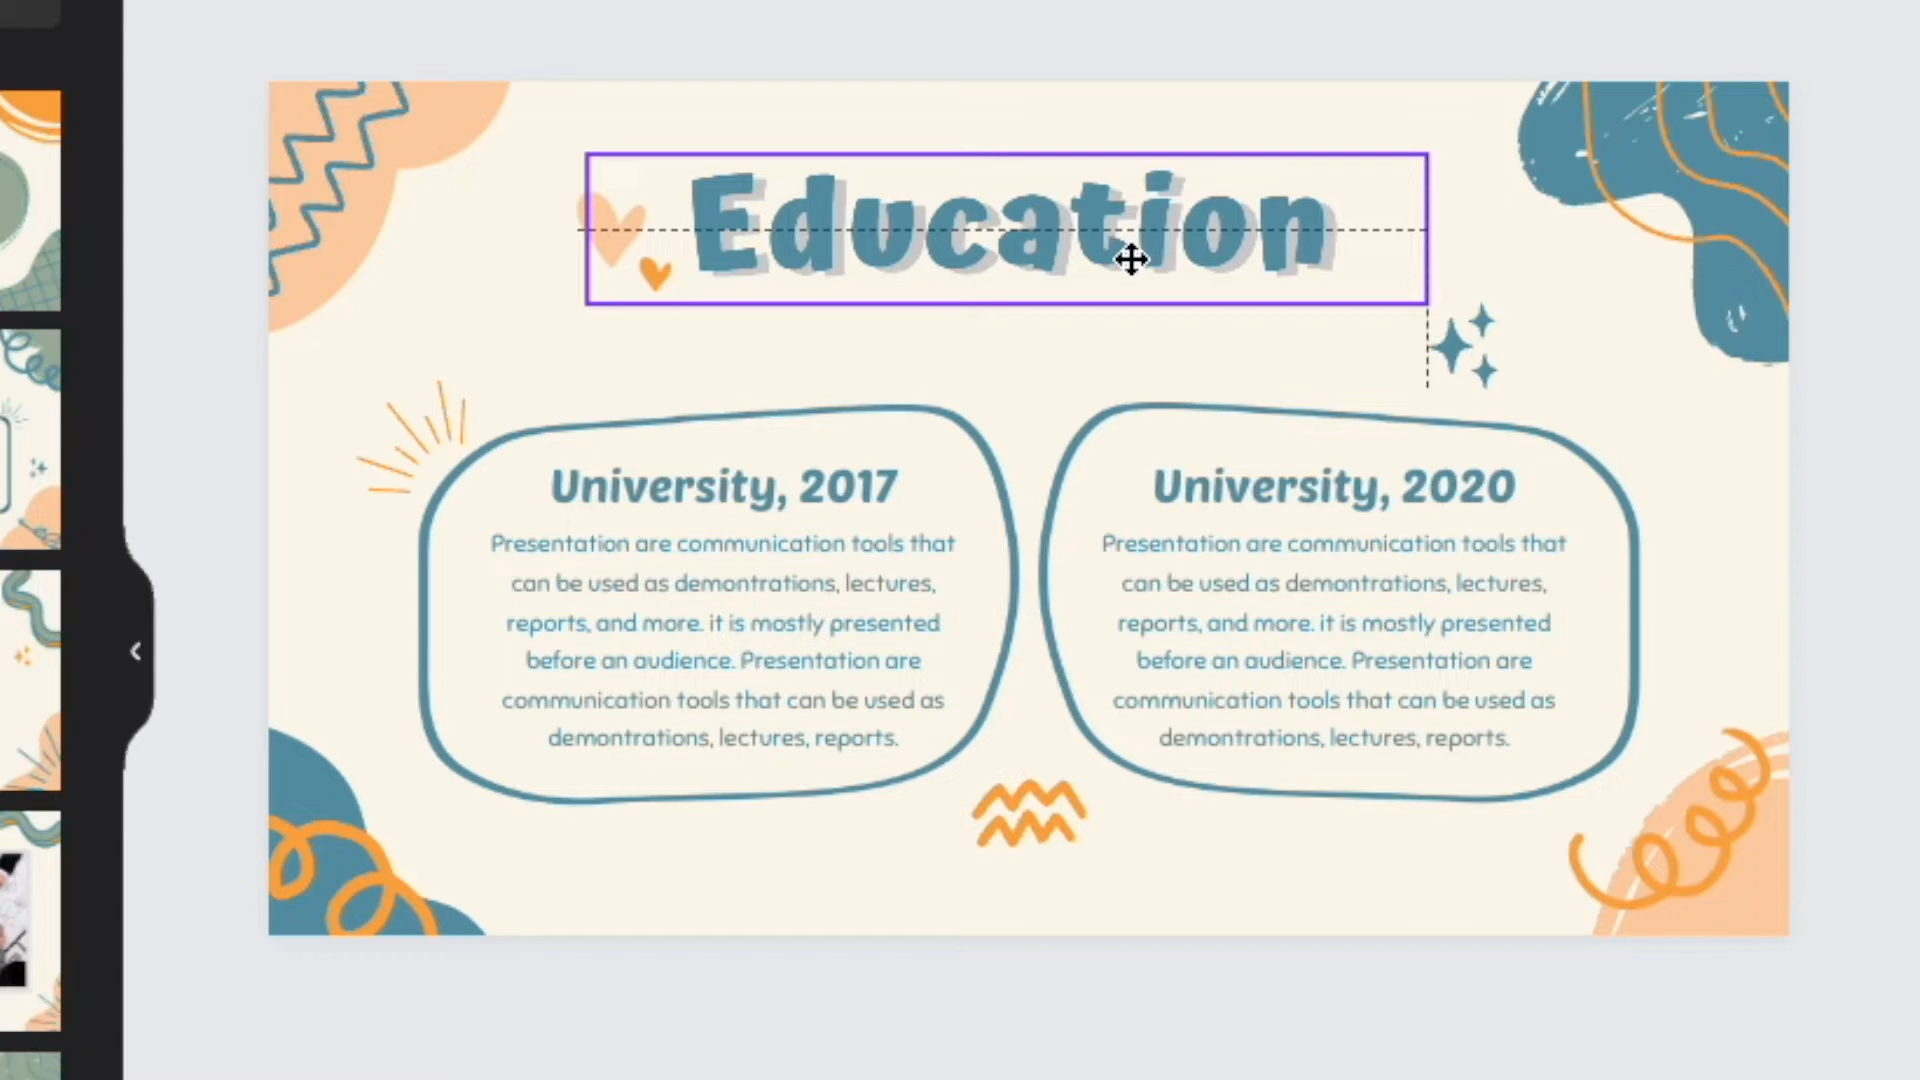 Education
University, 2017
Presentation are communication tools that
can be used as demontrations, lectures,
reports, and more. it is mostly presented
before an audience. Presentation are
communication tools that can be used as
demontrations, lectures, reports.
University, 2020
Presentation are communication tools that
can be used as demontrations, lectures,
reports, and more. it is mostly presented
before an audience. Presentation are
communication tools that can be used as
demontrations, lectures, reports.